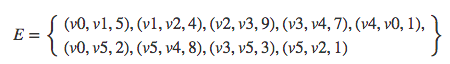 E = { (v0, v1, 5), (v1, v2, 4), (v2, v3, 9), (v3, v4, 7), (v4, v0, 1),
(v0, v5, 2), (v5, v4, 8), (v3, v5, 3), (v5, v2, 1) }